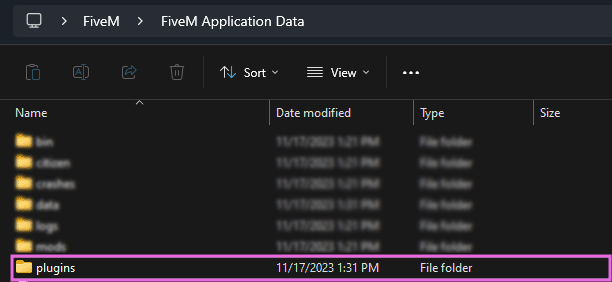 FiveM > FiveM Application Data
Sort View
Name Date modified Type Size
bin 11/17/2023 1:21 PM File folder
citizen 11/17/2023 1:21 PM File folder
crashes 11/17/2023 1:21 PM File folder
data 11/17/2023 1:31 PM File folder
logs 11/17/2023 1:21 PM File folder
mods 11/17/2023 1:21 PM File folder
plugins 11/17/2023 1:31 PM File folder